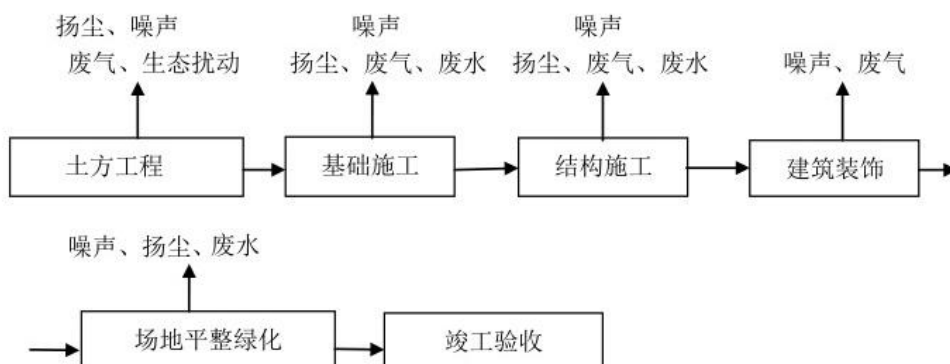 扬尘、噪声
废气、生态扰动
噪声
扬尘、废气、废水
噪声
扬尘、废气、废水
噪声、废气
土方工程
基础施工
结构施工
建筑装饰
噪声、扬尘、废水
场地平整绿化
竣工验收